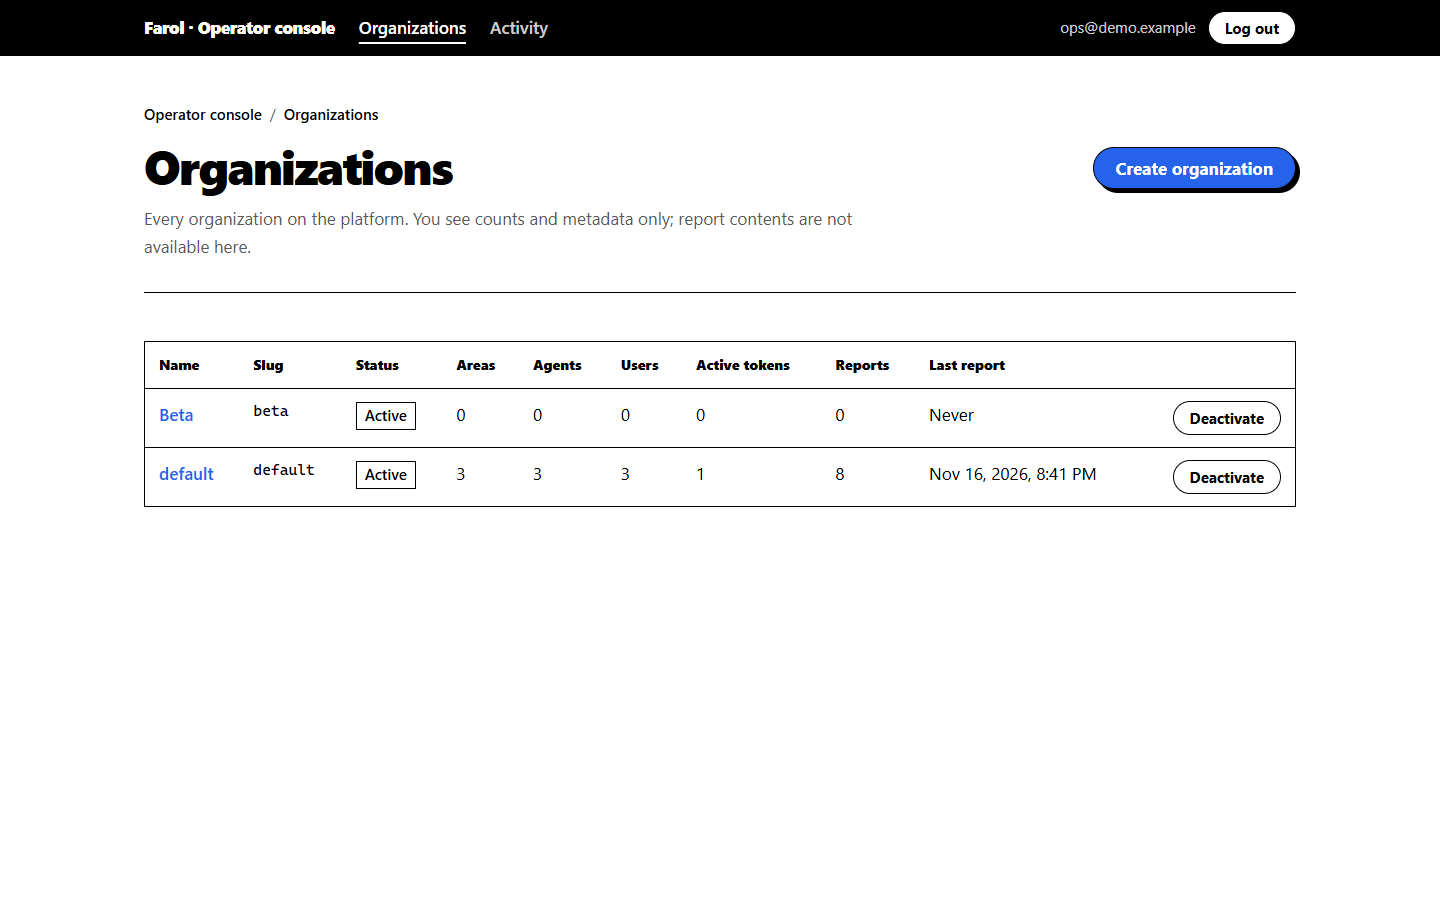 Farol · Operator console Organizations Activity ops@demo.example Log out
Operator console / Organizations
Organizations Create organization
Every organization on the platform. You see counts and metadata only; report contents are not
available here.
Name Slug Status Areas Agents Users Active tokens Reports Last report
Beta beta Active 0 0 0 0 0 Never Deactivate
default default Active 3 3 3 1 8 Nov 16, 2026, 8:41 PM Deactivate